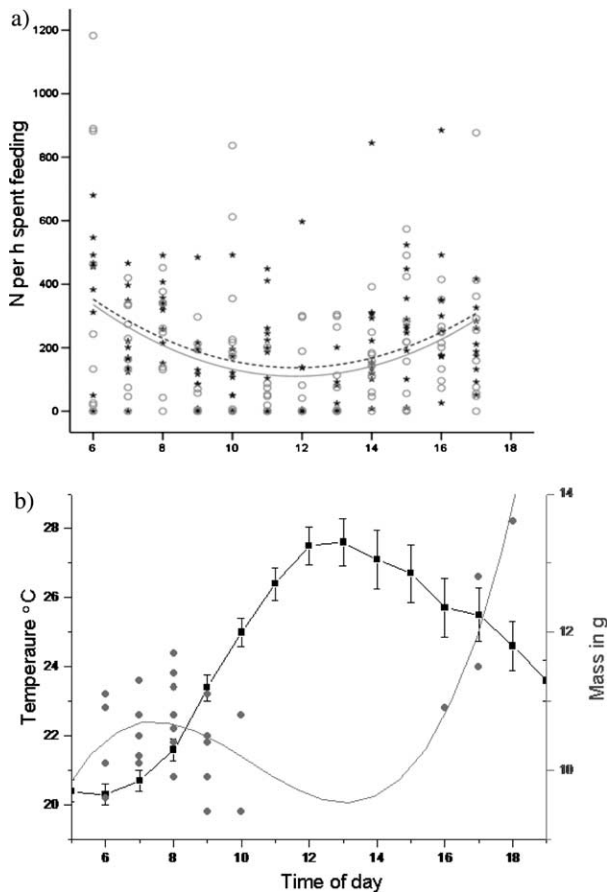 a)
N per h spent feeding
1200
1000
800
600
400
200
0
6 8 10 12 14 16 18
b)
Temperaure °C
28
26
24
22
20
14
12
10
Mass in g
6 8 10 12 14 16 18
Time of day